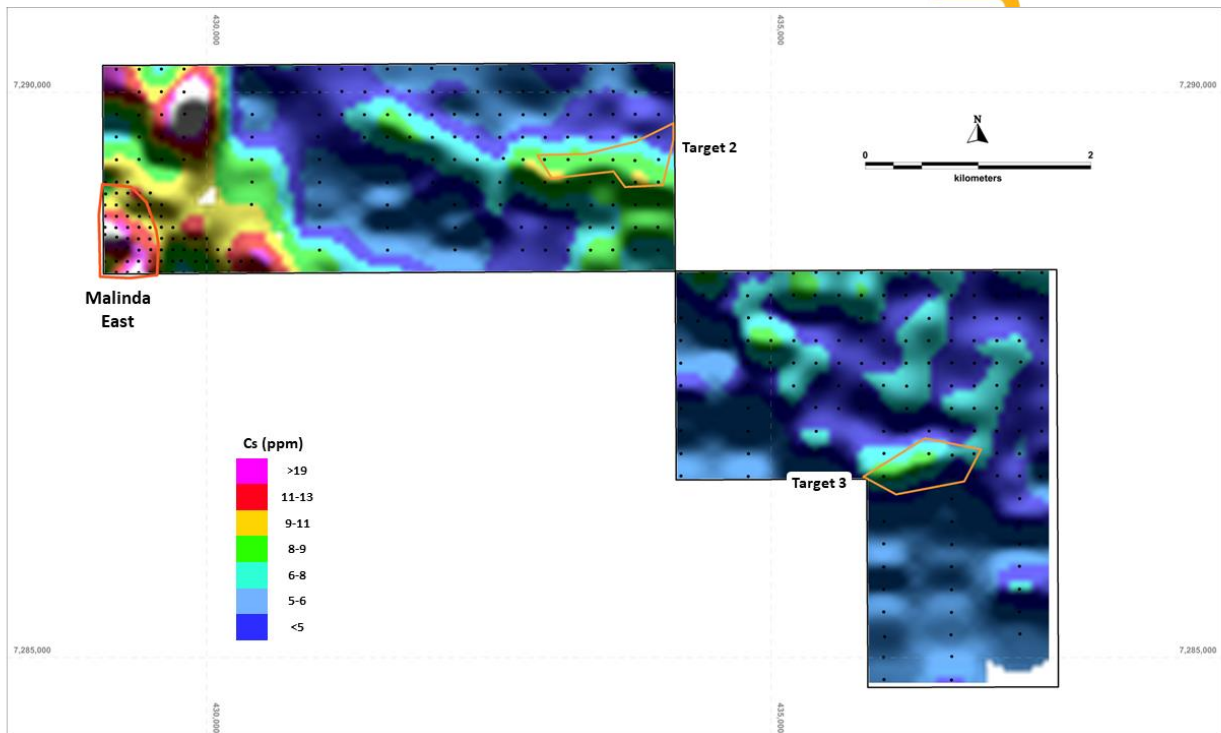 430,000
435,000
7,290,000
7,290,000
N
0
2
kilometers
Target 2
Malinda
East
Target 3
Cs (ppm)
>19
11-13
9-11
8-9
6-8
5-6
<5
7,285,000
7,285,000
430,000
435,000